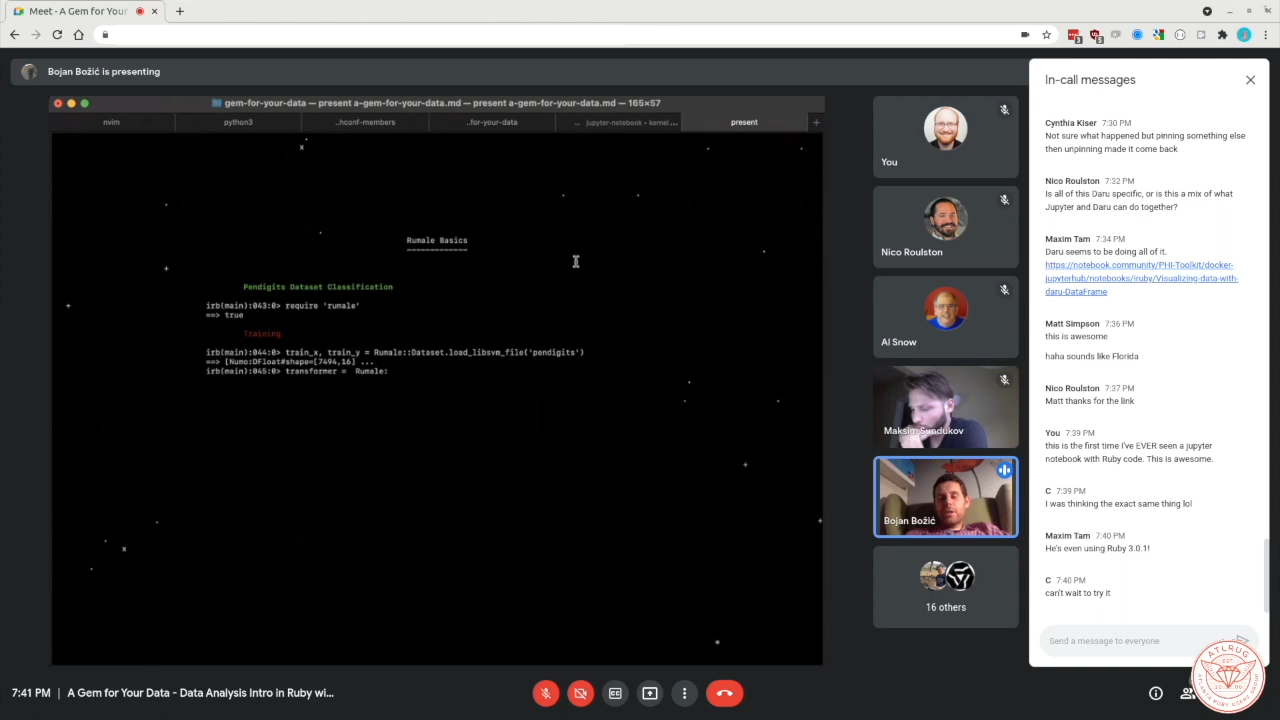 Meet - A Gem for Your
Bojan Božić is presenting
gem-for-your-data — present a-gem-for-your-data.md — present a-gem-for-your-data.md — 165×57
nvim
python3
..hconf-members
..for-your-data
... jupyter-notebook - kernel ...
present
Rumale Basics
Pendigits Dataset Classification
irb(main):043:0> require 'rumale'
==> true
Training
irb(main):044:0> train_x, train_y = Rumale::Dataset.load_libsvm_file('pendigits')
==> [Numo::DFloat#shape=[7494,16] ...
irb(main):045:0> transformer =  Rumale:
You
Nico Roulston
Al Snow
Maksim Sundukov
Bojan Božić
16 others
In-call messages
Cynthia Kiser 7:30 PM
Not sure what happened but pinning something else
then unpinning made it come back
Nico Roulston 7:32 PM
Is all of this Daru specific, or is this a mix of what
Jupyter and Daru can do together?
Maxim Tam 7:34 PM
Daru seems to be doing all of it.
https://notebook.community/PHI-Toolkit/docker-
jupyterhub/notebooks/iruby/Visualizing-data-with-
daru-DataFrame
Matt Simpson 7:36 PM
this is awesome
haha sounds like Florida
Nico Roulston 7:37 PM
Matt thanks for the link
You 7:39 PM
this is the first time I've EVER seen a jupyter
notebook with Ruby code. This is awesome.
C 7:39 PM
I was thinking the exact same thing lol
Maxim Tam 7:40 PM
He's even using Ruby 3.0.1!
C 7:40 PM
can't wait to try it
Send a message to everyone
7:41 PM | A Gem for Your Data - Data Analysis Intro in Ruby wi...
ATLRUG
EST.
ATLANTA RUBY USERS GROUP